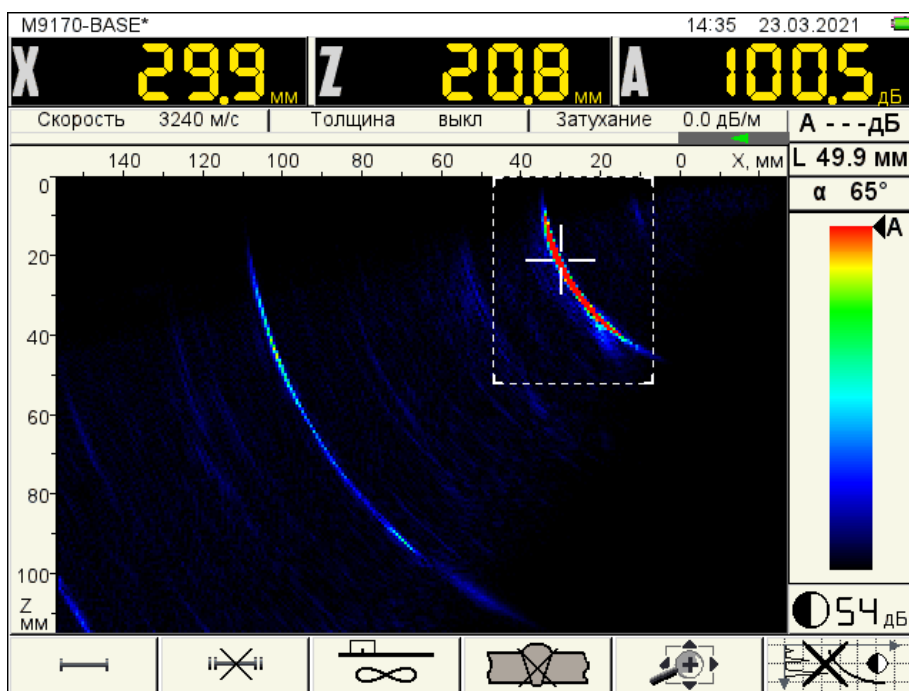 M9170-BASE* 14:35 23.03.2021
X 29.9 мм Z 20.8 мм A 100.5 дБ
Скорость 3240 м/с Толщина выкл Затухание 0.0 дБ/м A ---дБ
L 49.9 мм
α 65°
140 120 100 80 60 40 20 0 X, мм
A
0
20
40
60
80
100
Z
мм
54 дБ